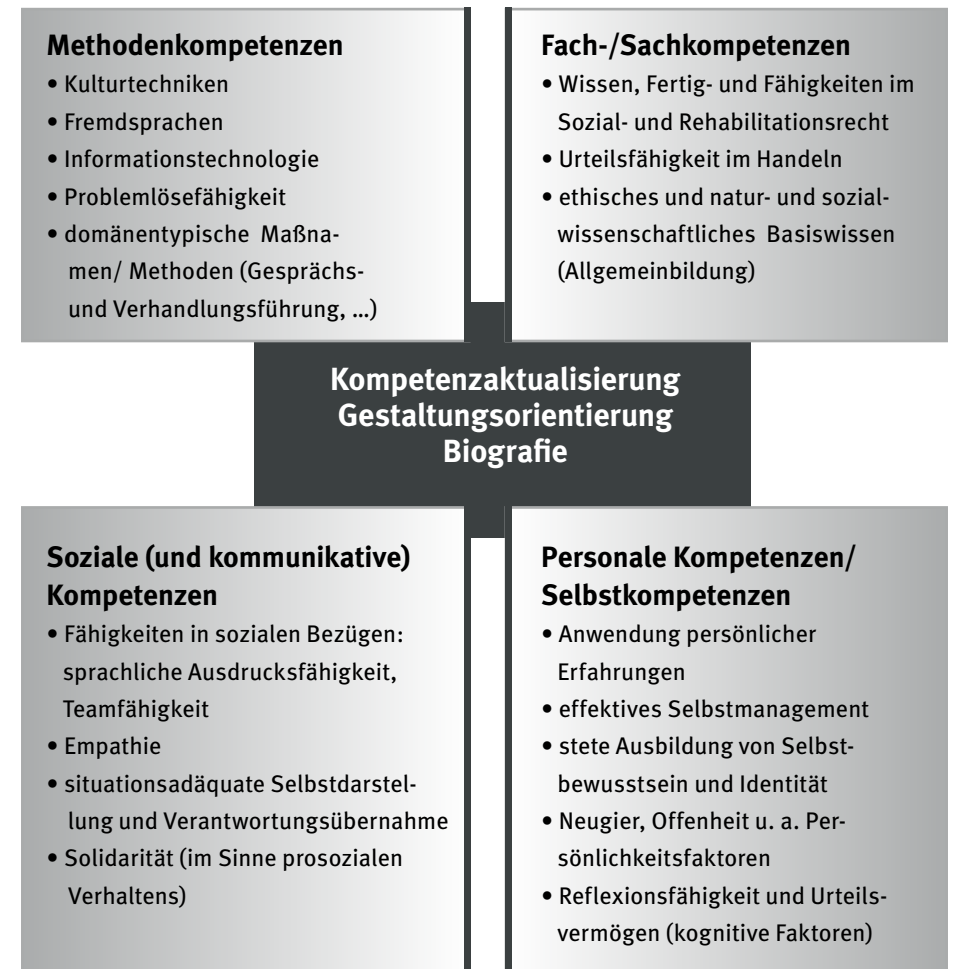 Methodenkompetenzen
• Kulturtechniken
• Fremdsprachen
• Informationstechnologie
• Problemlösefähigkeit
• domänentypische Maßna-
men/ Methoden (Gesprächs-
und Verhandlungsführung, ...)
Fach-/Sachkompetenzen
• Wissen, Fertig- und Fähigkeiten im
Sozial- und Rehabilitationsrecht
• Urteilsfähigkeit im Handeln
• ethisches und natur- und sozial-
wissenschaftliches Basiswissen
(Allgemeinbildung)
Kompetenzaktualisierung
Gestaltungsorientierung
Biografie
Soziale (und kommunikative)
Kompetenzen
• Fähigkeiten in sozialen Bezügen:
sprachliche Ausdrucksfähigkeit,
Teamfähigkeit
• Empathie
• situationsadäquate Selbstdarstel-
lung und Verantwortungsübernahme
• Solidarität (im Sinne prosozialen
Verhaltens)
Personale Kompetenzen/
Selbstkompetenzen
• Anwendung persönlicher
Erfahrungen
• effektives Selbstmanagement
• stete Ausbildung von Selbst-
bewusstsein und Identität
• Neugier, Offenheit u. a. Per-
sönlichkeitsfaktoren
• Reflexionsfähigkeit und Urteils-
vermögen (kognitive Faktoren)